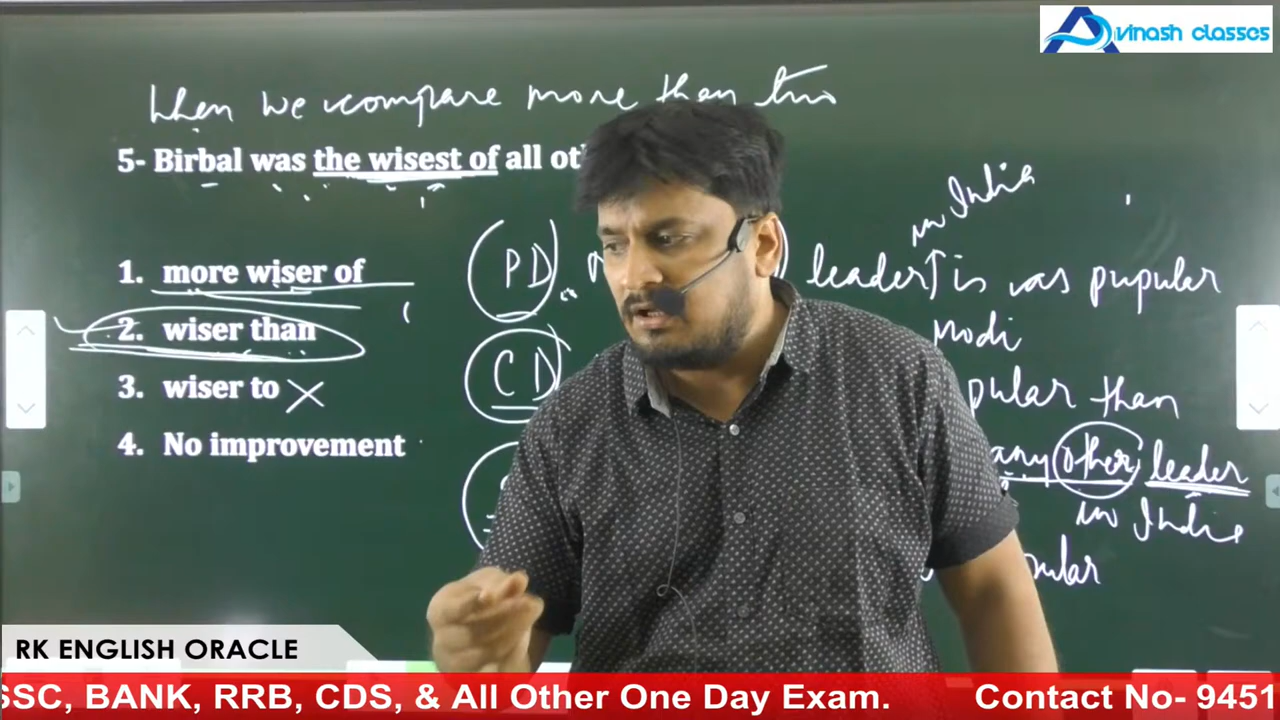 Avinash classes
When we compare more than two
5- Birbal was the wisest of all
in India
1. more wiser of
PD
leader is was pupular
2. wiser than
Modi
3. wiser to
CD
pular than
4. No improvement
any other leader
in India
pular
RK ENGLISH ORACLE
SSC, BANK, RRB, CDS, & All Other One Day Exam. Contact No- 9451